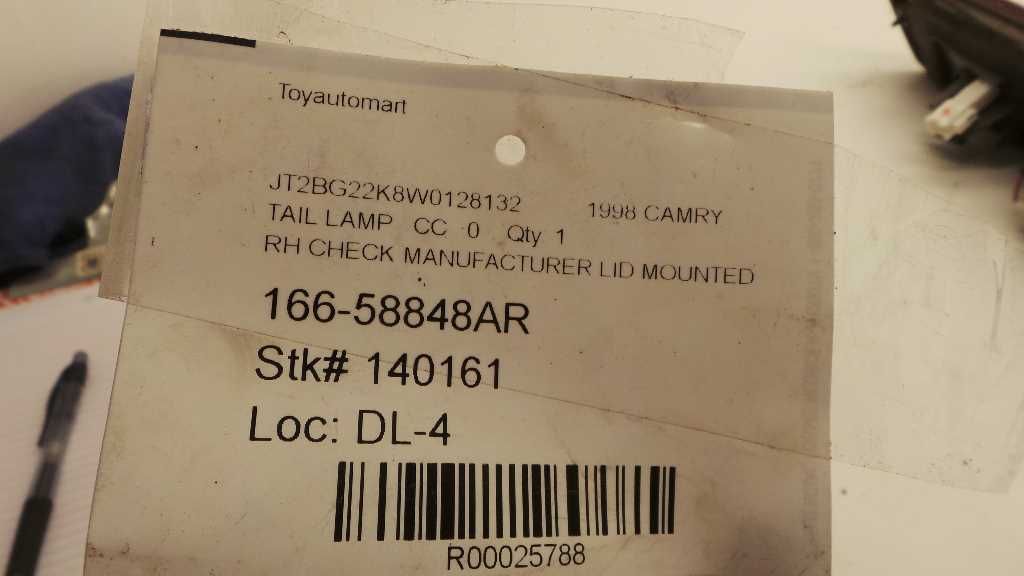 Toyautomart
JT2BG22K8W0128132 1998 CAMRY
TAIL LAMP CC 0 Qty 1
RH CHECK MANUFACTURER LID MOUNTED
166-58848AR
Stk# 140161
Loc: DL-4
R00025788